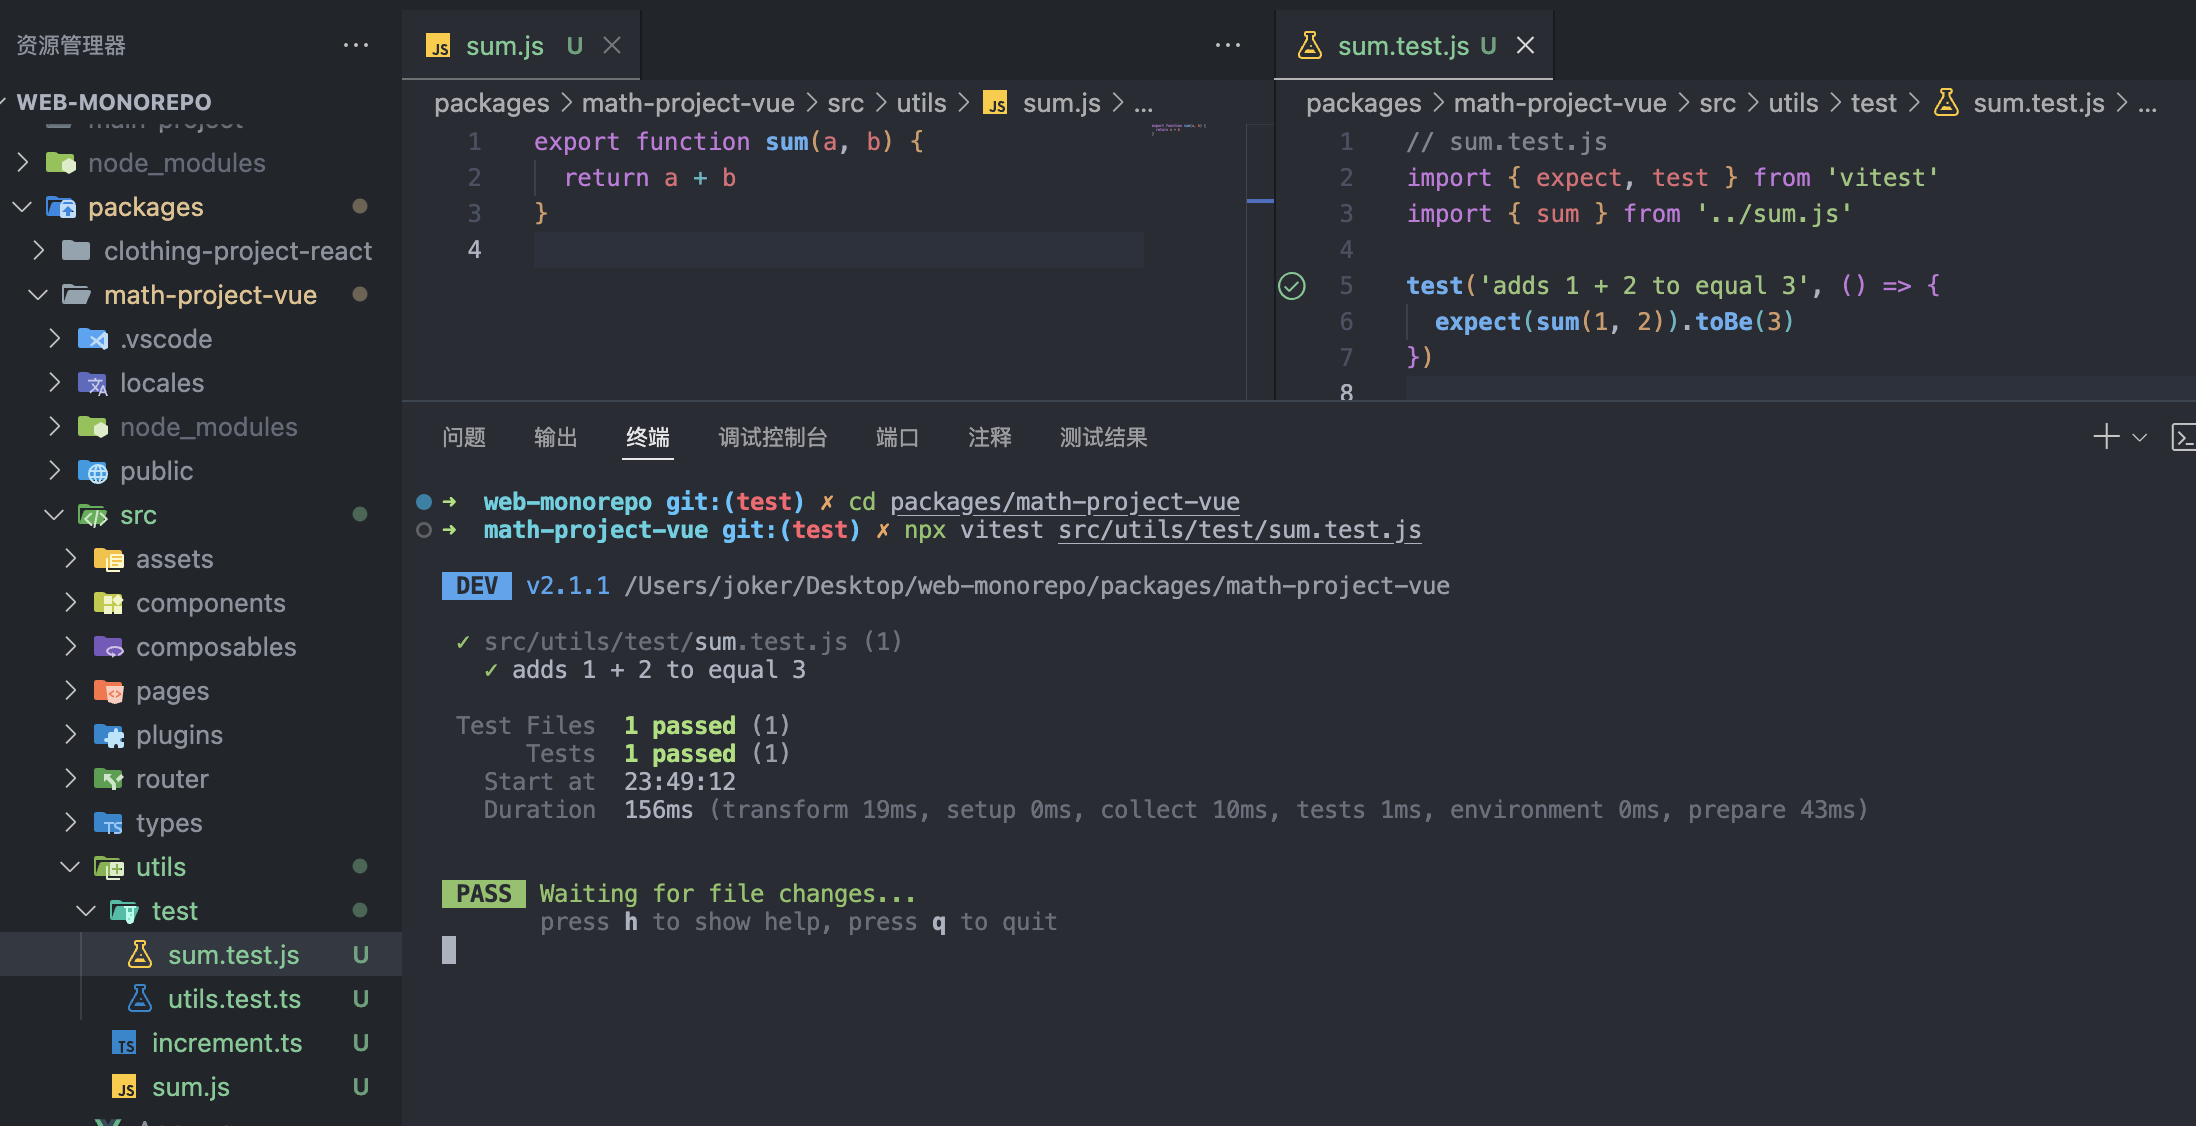 资源管理器
WEB-MONOREPO
node_modules
packages
clothing-project-react
math-project-vue
.vscode
locales
node_modules
public
src
assets
components
composables
pages
plugins
router
types
utils
test
sum.test.js U
utils.test.ts U
increment.ts U
sum.js U
sum.js U
packages > math-project-vue > src > utils > sum.js > ...
1 export function sum(a, b) {
2 return a + b
3 }
4
sum.test.js U
packages > math-project-vue > src > utils > test > sum.test.js > ...
1 // sum.test.js
2 import { expect, test } from 'vitest'
3 import { sum } from '../sum.js'
4
5 test('adds 1 + 2 to equal 3', () => {
6 expect(sum(1, 2)).toBe(3)
7 })
8
问题 输出 终端 调试控制台 端口 注释 测试结果
➜ web-monorepo git:(test) ✗ cd packages/math-project-vue
➜ math-project-vue git:(test) ✗ npx vitest src/utils/test/sum.test.js
DEV v2.1.1 /Users/joker/Desktop/web-monorepo/packages/math-project-vue
✓ src/utils/test/sum.test.js (1)
✓ adds 1 + 2 to equal 3
Test Files 1 passed (1)
Tests 1 passed (1)
Start at 23:49:12
Duration 156ms (transform 19ms, setup 0ms, collect 10ms, tests 1ms, environment 0ms, prepare 43ms)
PASS Waiting for file changes...
press h to show help, press q to quit